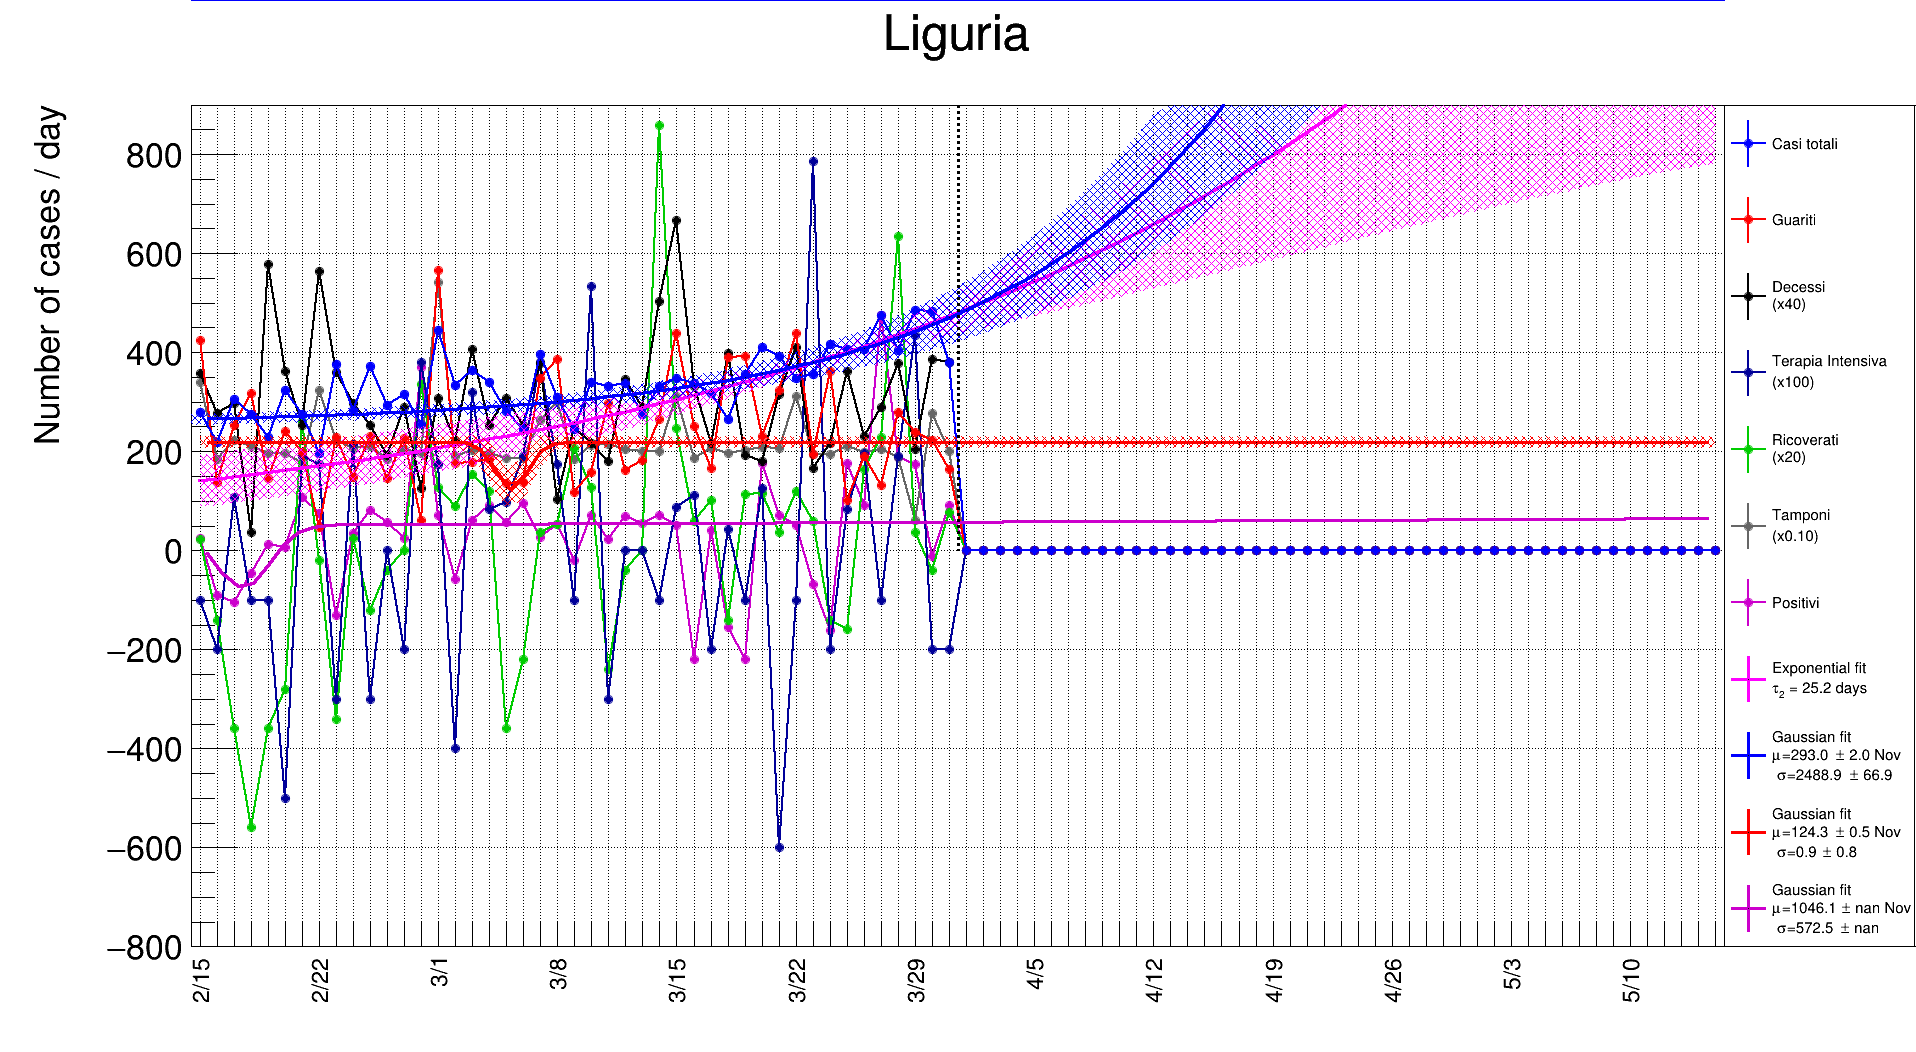 Liguria
Number of cases / day
800
600
400
200
0
−200
−400
−600
−800
2/15
2/22
3/1
3/8
3/15
3/22
3/29
4/5
4/12
4/19
4/26
5/3
5/10
Casi totali
Guariti
Decessi
(x40)
Terapia Intensiva
(x100)
Ricoverati
(x20)
Tamponi
(x0.10)
Positivi
Exponential fit
τ2 = 25.2 days
Gaussian fit
μ=293.0 ± 2.0 Nov
σ=2488.9 ± 66.9
Gaussian fit
μ=124.3 ± 0.5 Nov
σ=0.9 ± 0.8
Gaussian fit
μ=1046.1 ± nan Nov
σ=572.5 ± nan